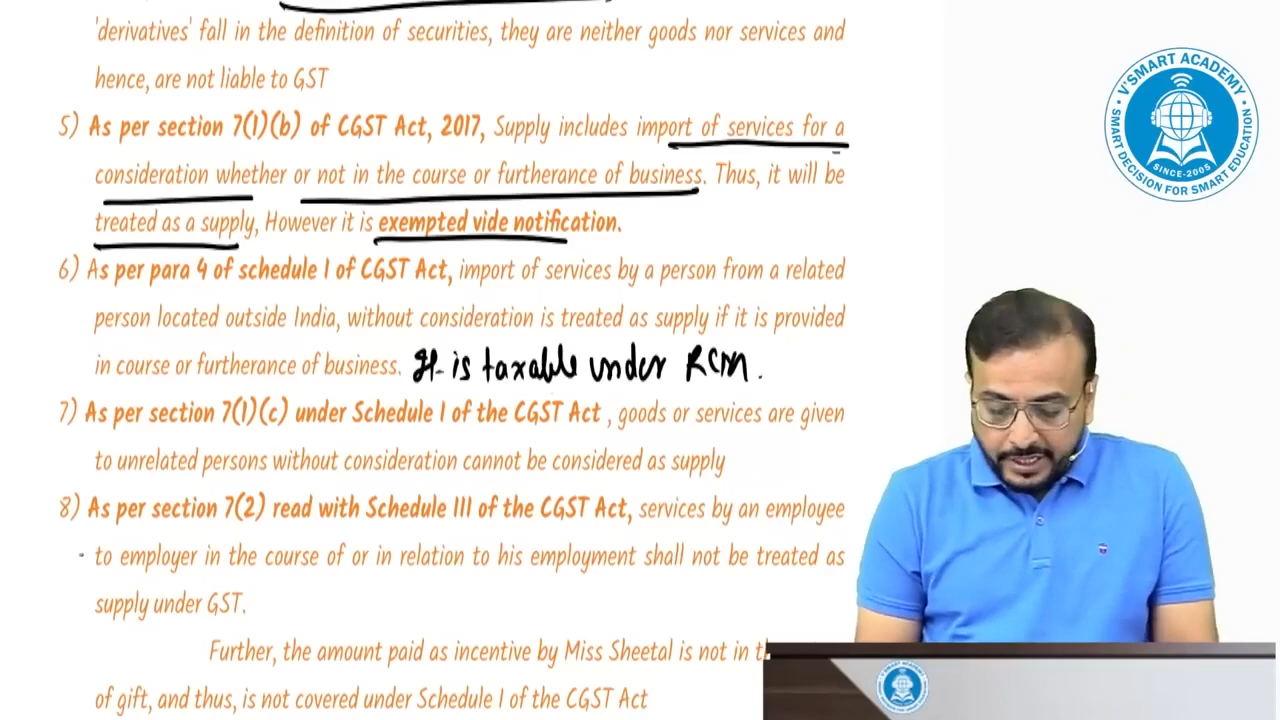 'derivatives' fall in the definition of securities, they are neither goods nor services and
hence, are not liable to GST
5) As per section 7(1)(b) of CGST Act, 2017, Supply includes import of services for a
consideration whether or not in the course or furtherance of business. Thus, it will be
treated as a supply, However it is exempted vide notification.
6) As per para 4 of schedule I of CGST Act, import of services by a person from a related
person located outside India, without consideration is treated as supply if it is provided
in course or furtherance of business. It is taxable under RCM.
7) As per section 7(1)(c) under Schedule I of the CGST Act , goods or services are given
to unrelated persons without consideration cannot be considered as supply
8) As per section 7(2) read with Schedule III of the CGST Act, services by an employee
to employer in the course of or in relation to his employment shall not be treated as
supply under GST.
Further, the amount paid as incentive by Miss Sheetal is not in
of gift, and thus, is not covered under Schedule I of the CGST Act
V'SMART ACADEMY
SINCE-2005
SMART DECISION FOR SMART EDUCATION